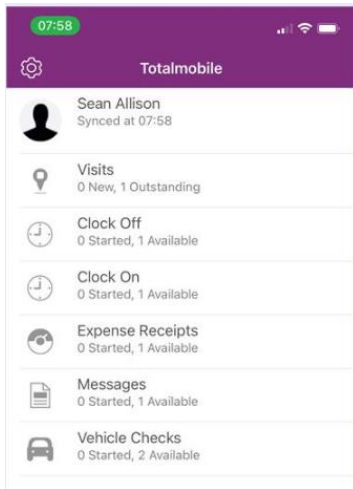 07:58
Totalmobile
Sean Allison
Synced at 07:58
Visits
0 New, 1 Outstanding
Clock Off
0 Started, 1 Available
Clock On
0 Started, 1 Available
Expense Receipts
0 Started, 1 Available
Messages
0 Started, 1 Available
Vehicle Checks
0 Started, 2 Available